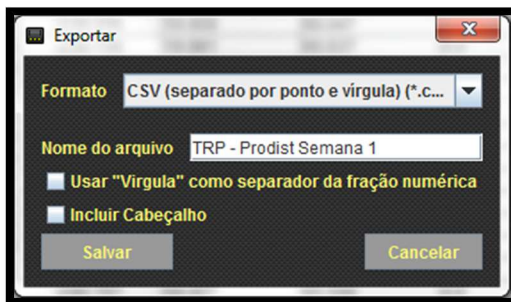 Exportar
Formato CSV (separado por ponto e vírgula) (*.c...
Nome do arquivo TRP - Prodist Semana 1
Usar "Virgula" como separador da fração numérica
Incluir Cabeçalho
Salvar Cancelar